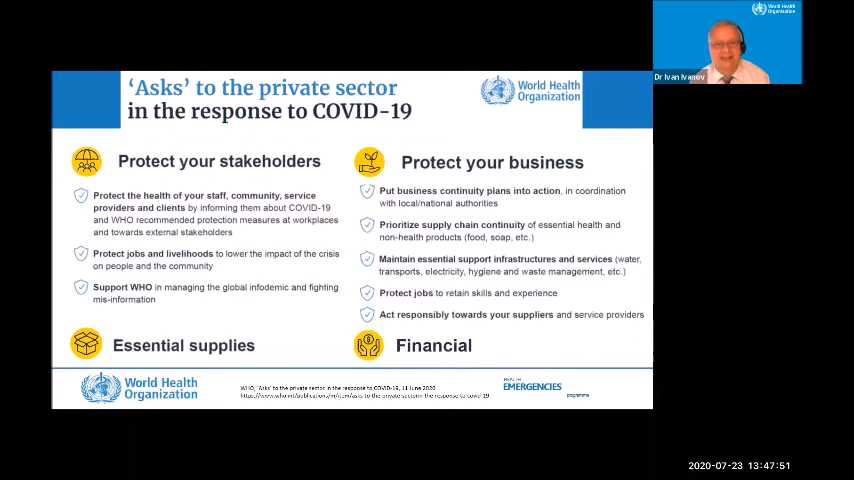 World Health
Organization
Dr Ivan Ivanov
‘Asks’ to the private sector
in the response to COVID-19
World Health
Organization
Protect your stakeholders
Protect the health of your staff, community, service
providers and clients by informing them about COVID-19
and WHO recommended protection measures at workplaces
and towards external stakeholders
Protect jobs and livelihoods to lower the impact of the crisis
on people and the community
Support WHO in managing the global infodemic and fighting
mis-information
Protect your business
Put business continuity plans into action, in coordination
with local/national authorities
Prioritize supply chain continuity of essential health and
non-health products (food, soap, etc.)
Maintain essential support infrastructures and services (water,
transports, electricity, hygiene and waste management, etc.)
Protect jobs to retain skills and experience
Act responsibly towards your suppliers and service providers
Essential supplies
Financial
World Health
Organization
WHO, 'Asks' to the private sector in the response to COVID-19, 11 June 2020
HEALTH
EMERGENCIES
programme
2020-07-23 13:47:51